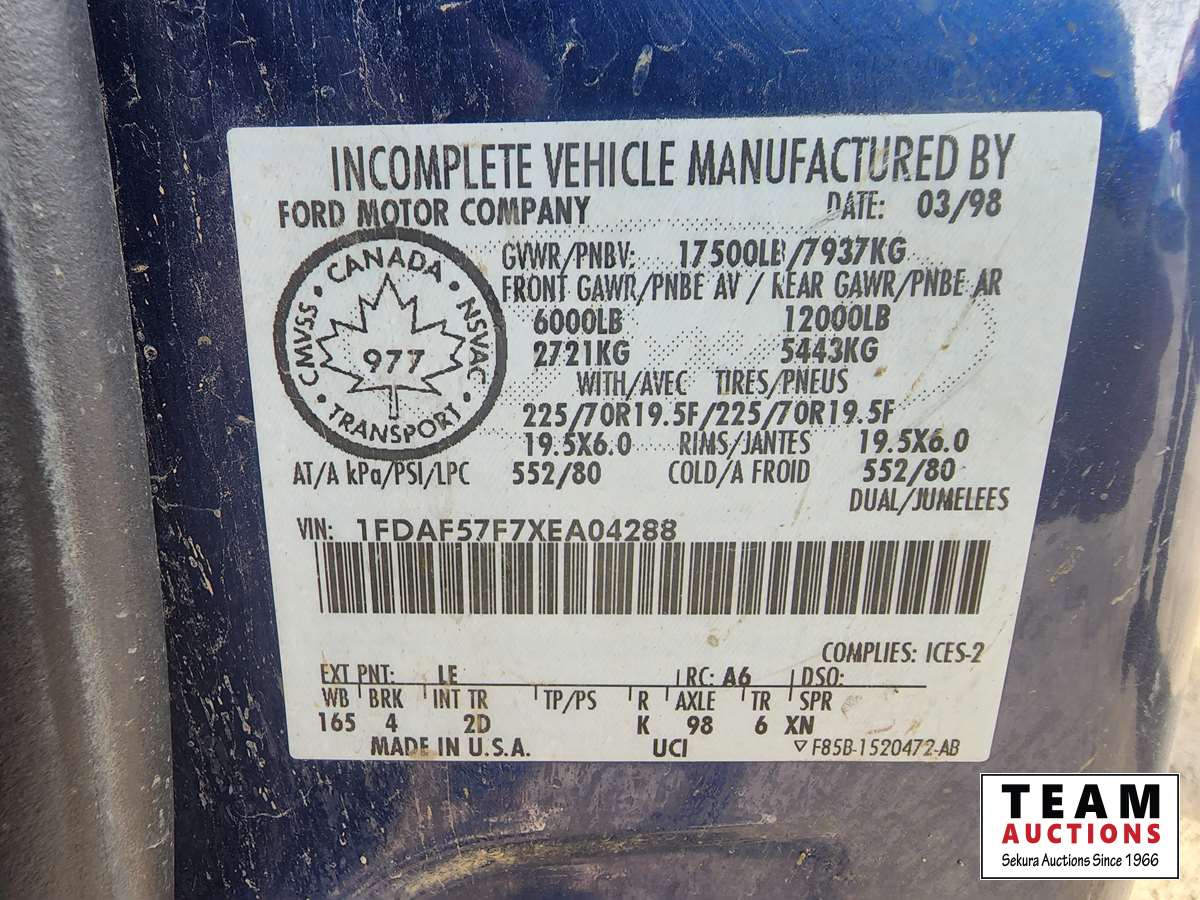 INCOMPLETE VEHICLE MANUFACTURED BY
FORD MOTOR COMPANY DATE: 03/98
CANADA
CMVSS NSVAC
977
TRANSPORT
GVWR/PNBV: 17500LB/7937KG
FRONT GAWR/PNBE AV / REAR GAWR/PNBE AR
6000LB 12000LB
2721KG 5443KG
WITH/AVEC TIRES/PNEUS
225/70R19.5F/225/70R19.5F
19.5X6.0 RIMS/JANTES 19.5X6.0
AT/A kPa/PSI/LPC 552/80 COLD/A FROID 552/80
DUAL/JUMELEES
VIN: 1FDAF57F7XEA04288
COMPLIES: ICES-2
EXT PNT: LE RC: A6 DSO:
WB BRK INT TR TP/PS R AXLE TR SPR
165 4 2D K 98 6 XN
MADE IN U.S.A. UCI F85B-1520472-AB
TEAM
AUCTIONS
Sekura Auctions Since 1966